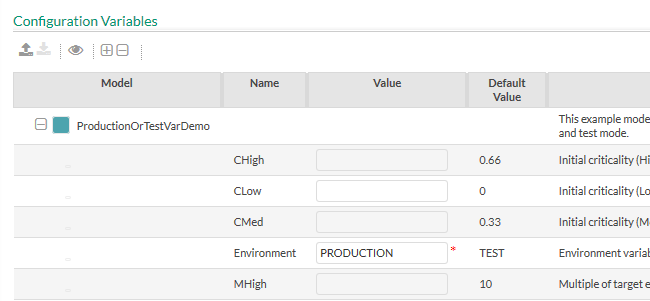 Configuration Variables
Model Name Value Default Value
ProductionOrTestVarDemo This example mode
and test mode.
CHigh 0.66 Initial criticality (Hi
CLow 0 Initial criticality (Lo
CMed 0.33 Initial criticality (M
Environment PRODUCTION * TEST Environment variab
MHigh 10 Multiple of target e